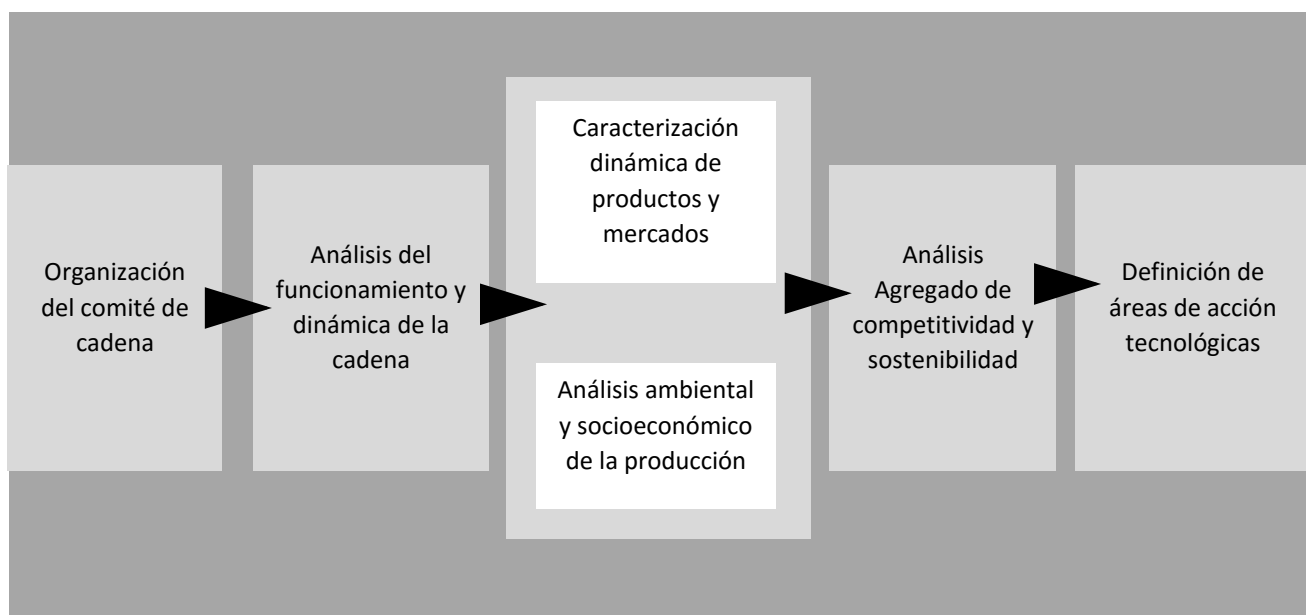 Organización
del comité de
cadena
Análisis del
funcionamiento y
dinámica de la
cadena
Caracterización
dinámica de
productos y
mercados
Análisis ambiental
y socioeconómico
de la producción
Análisis
Agregado de
competitividad y
sostenibilidad
Definición de
áreas de acción
tecnológicas